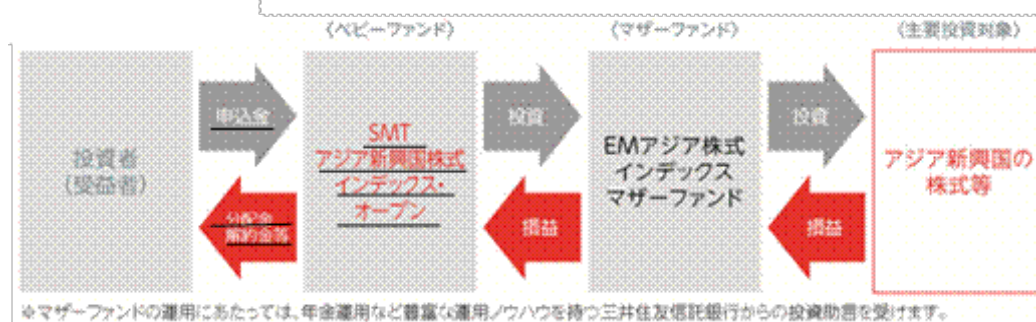 〈ベビーファンド〉
〈マザーファンド〉
〈主要投資対象〉
投資者
(受益者)
申込金
分配金
解約金等
SMT
アジア新興国株式
インデックス・
オープン
投資
損益
EMアジア株式
インデックス
マザーファンド
投資
損益
アジア新興国の
株式等
※マザーファンドの運用にあたっては、年金運用など豊富な運用ノウハウを持つ三井住友信託銀行からの投資助言を受けます。